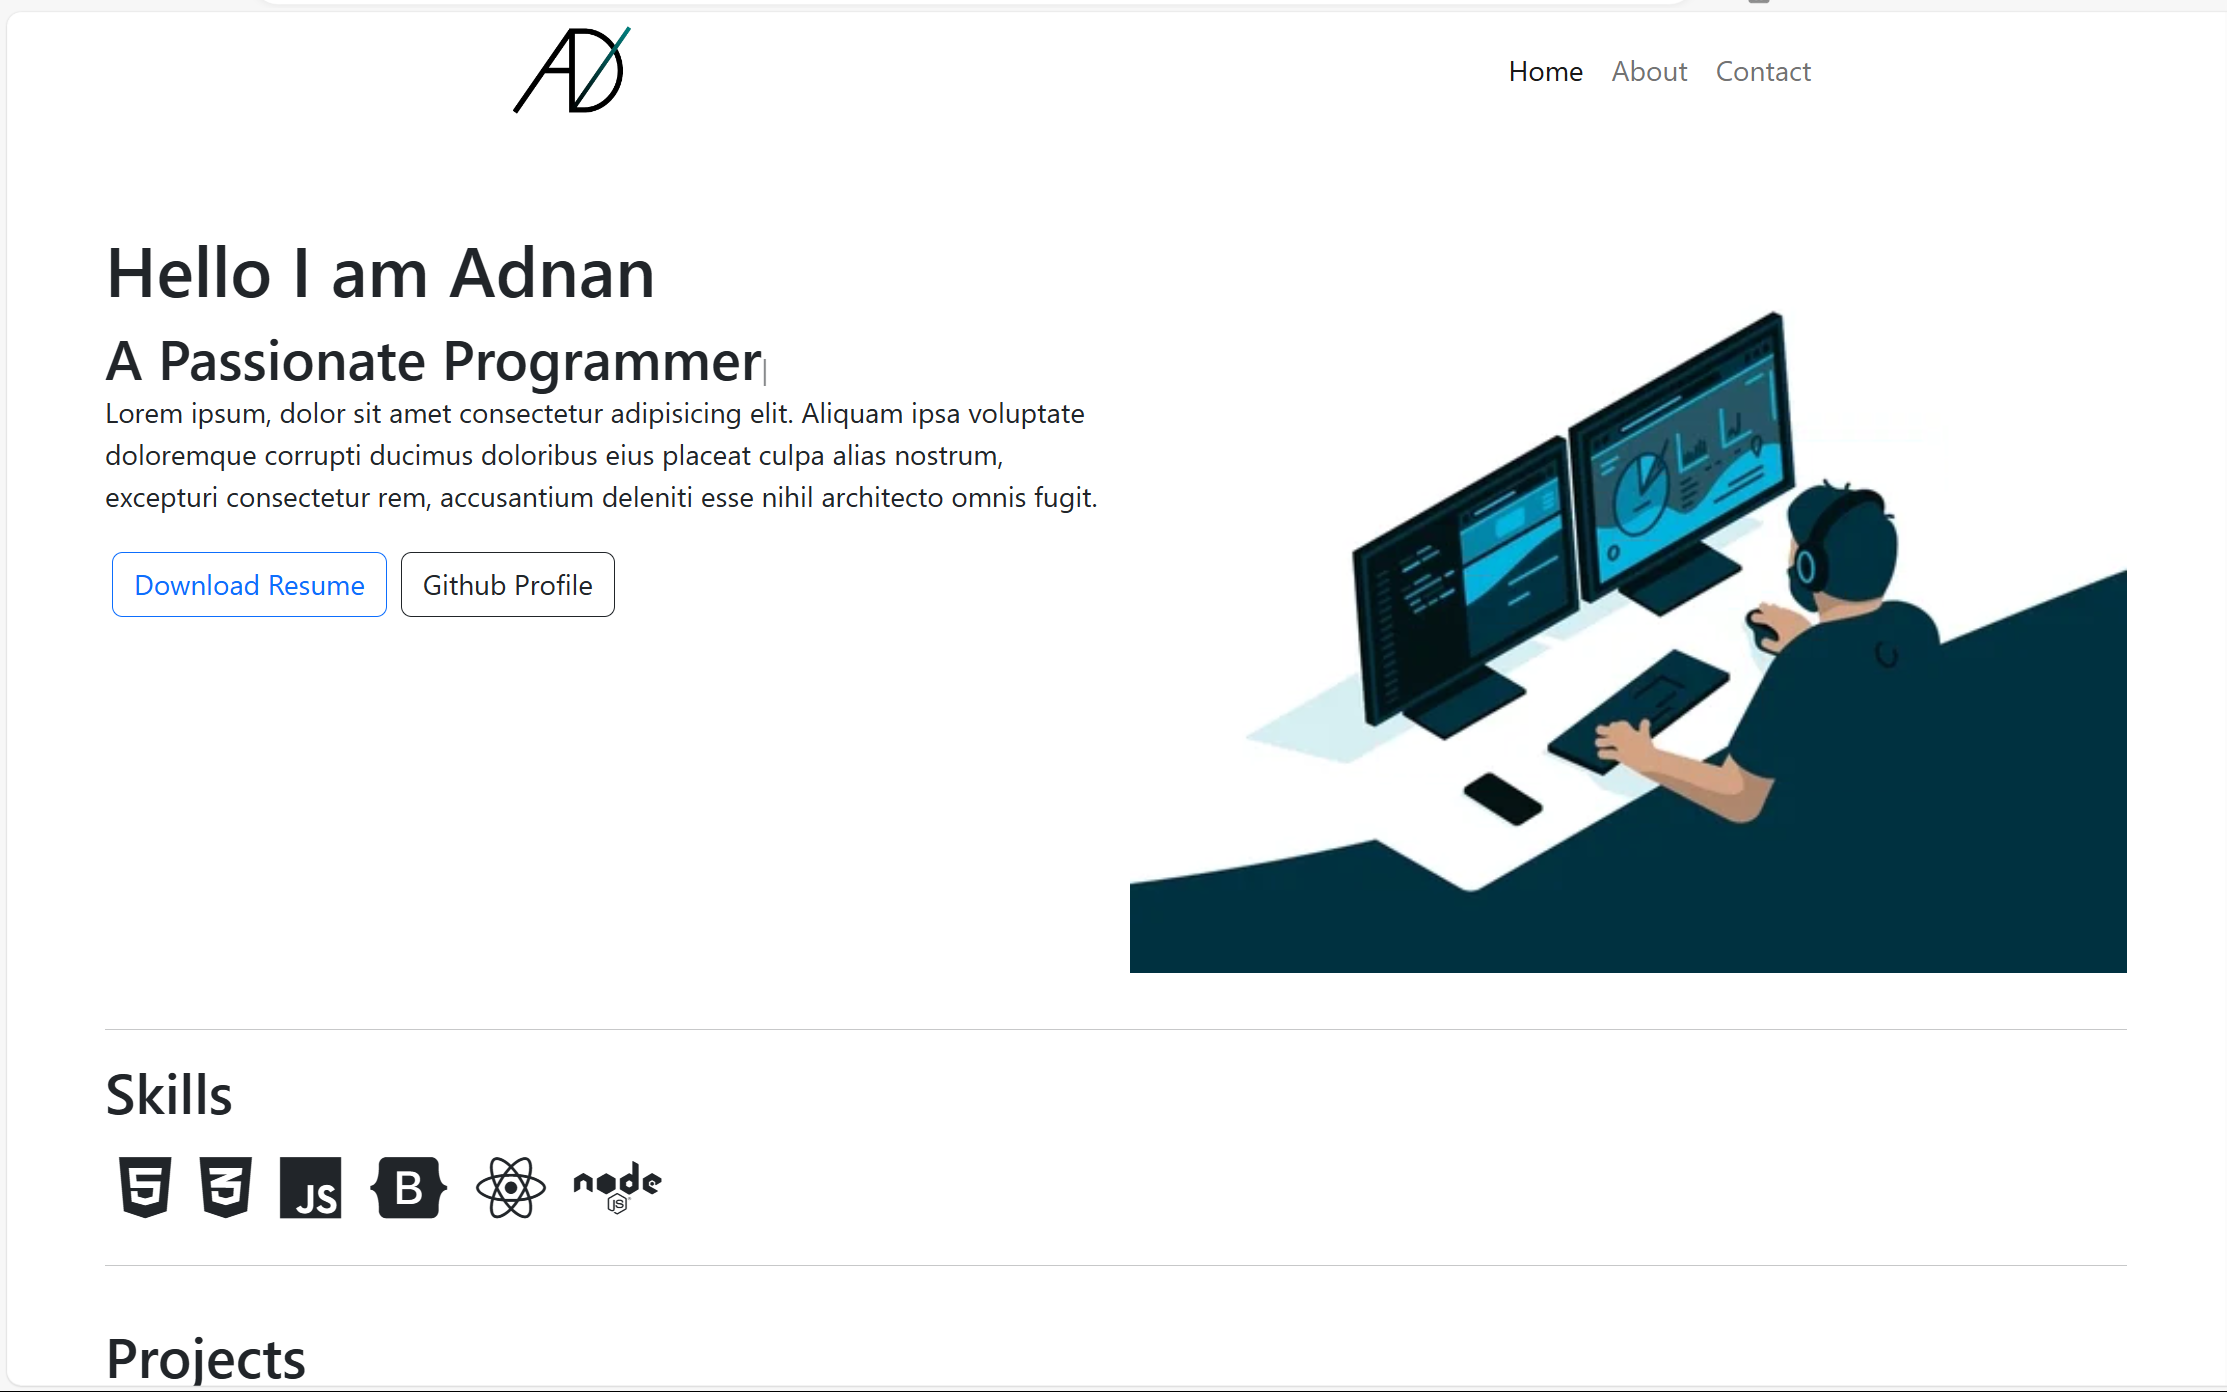 AD
Home About Contact
Hello I am Adnan
A Passionate Programmer
Lorem ipsum, dolor sit amet consectetur adipisicing elit. Aliquam ipsa voluptate
doloremque corrupti ducimus doloribus eius placeat culpa alias nostrum,
excepturi consectetur rem, accusantium deleniti esse nihil architecto omnis fugit.
Download Resume Github Profile
Skills
5 3 JS B node JS
Projects